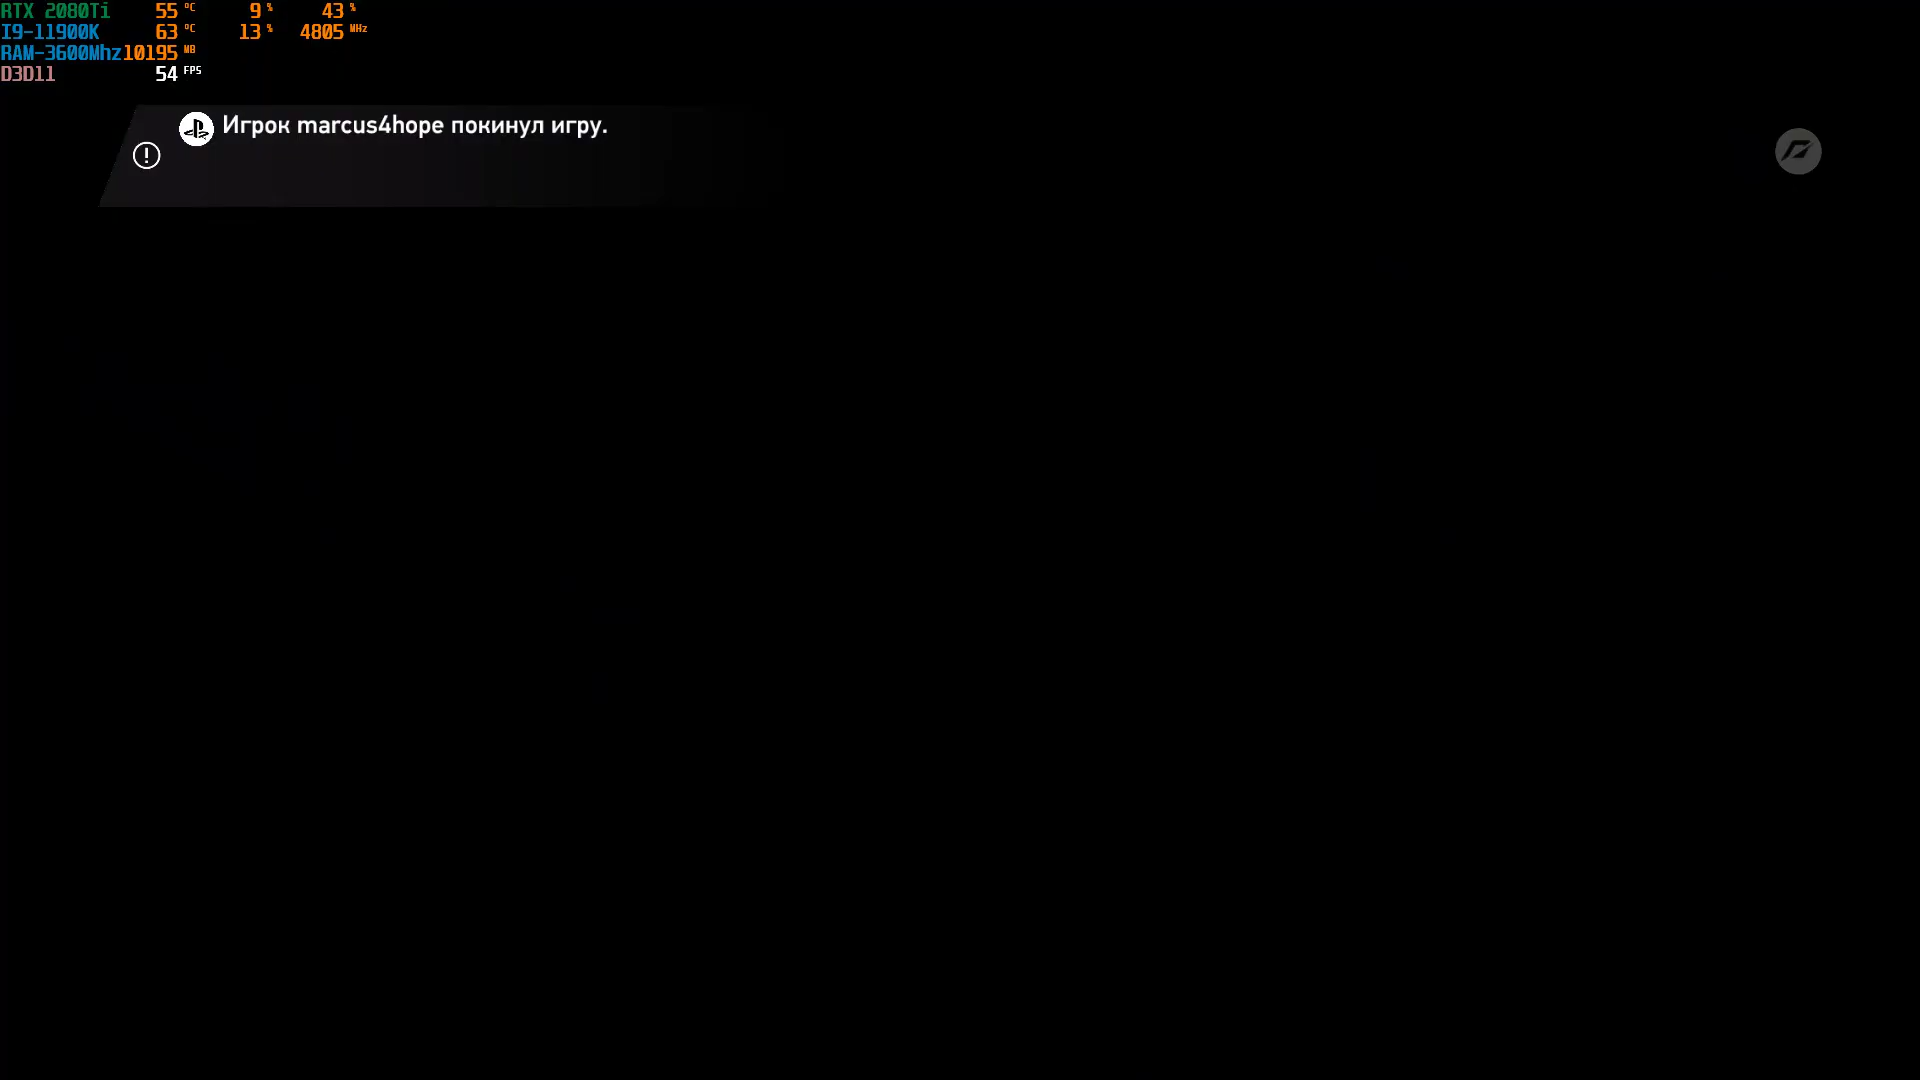 RTX 2080Ti 55 °C 9 % 43 %
I9-11900K 63 °C 13 % 4805 MHz
RAM-3600Mhz 10195 MB
D3D11 54 FPS
Игрок marcus4hope покинул игру.